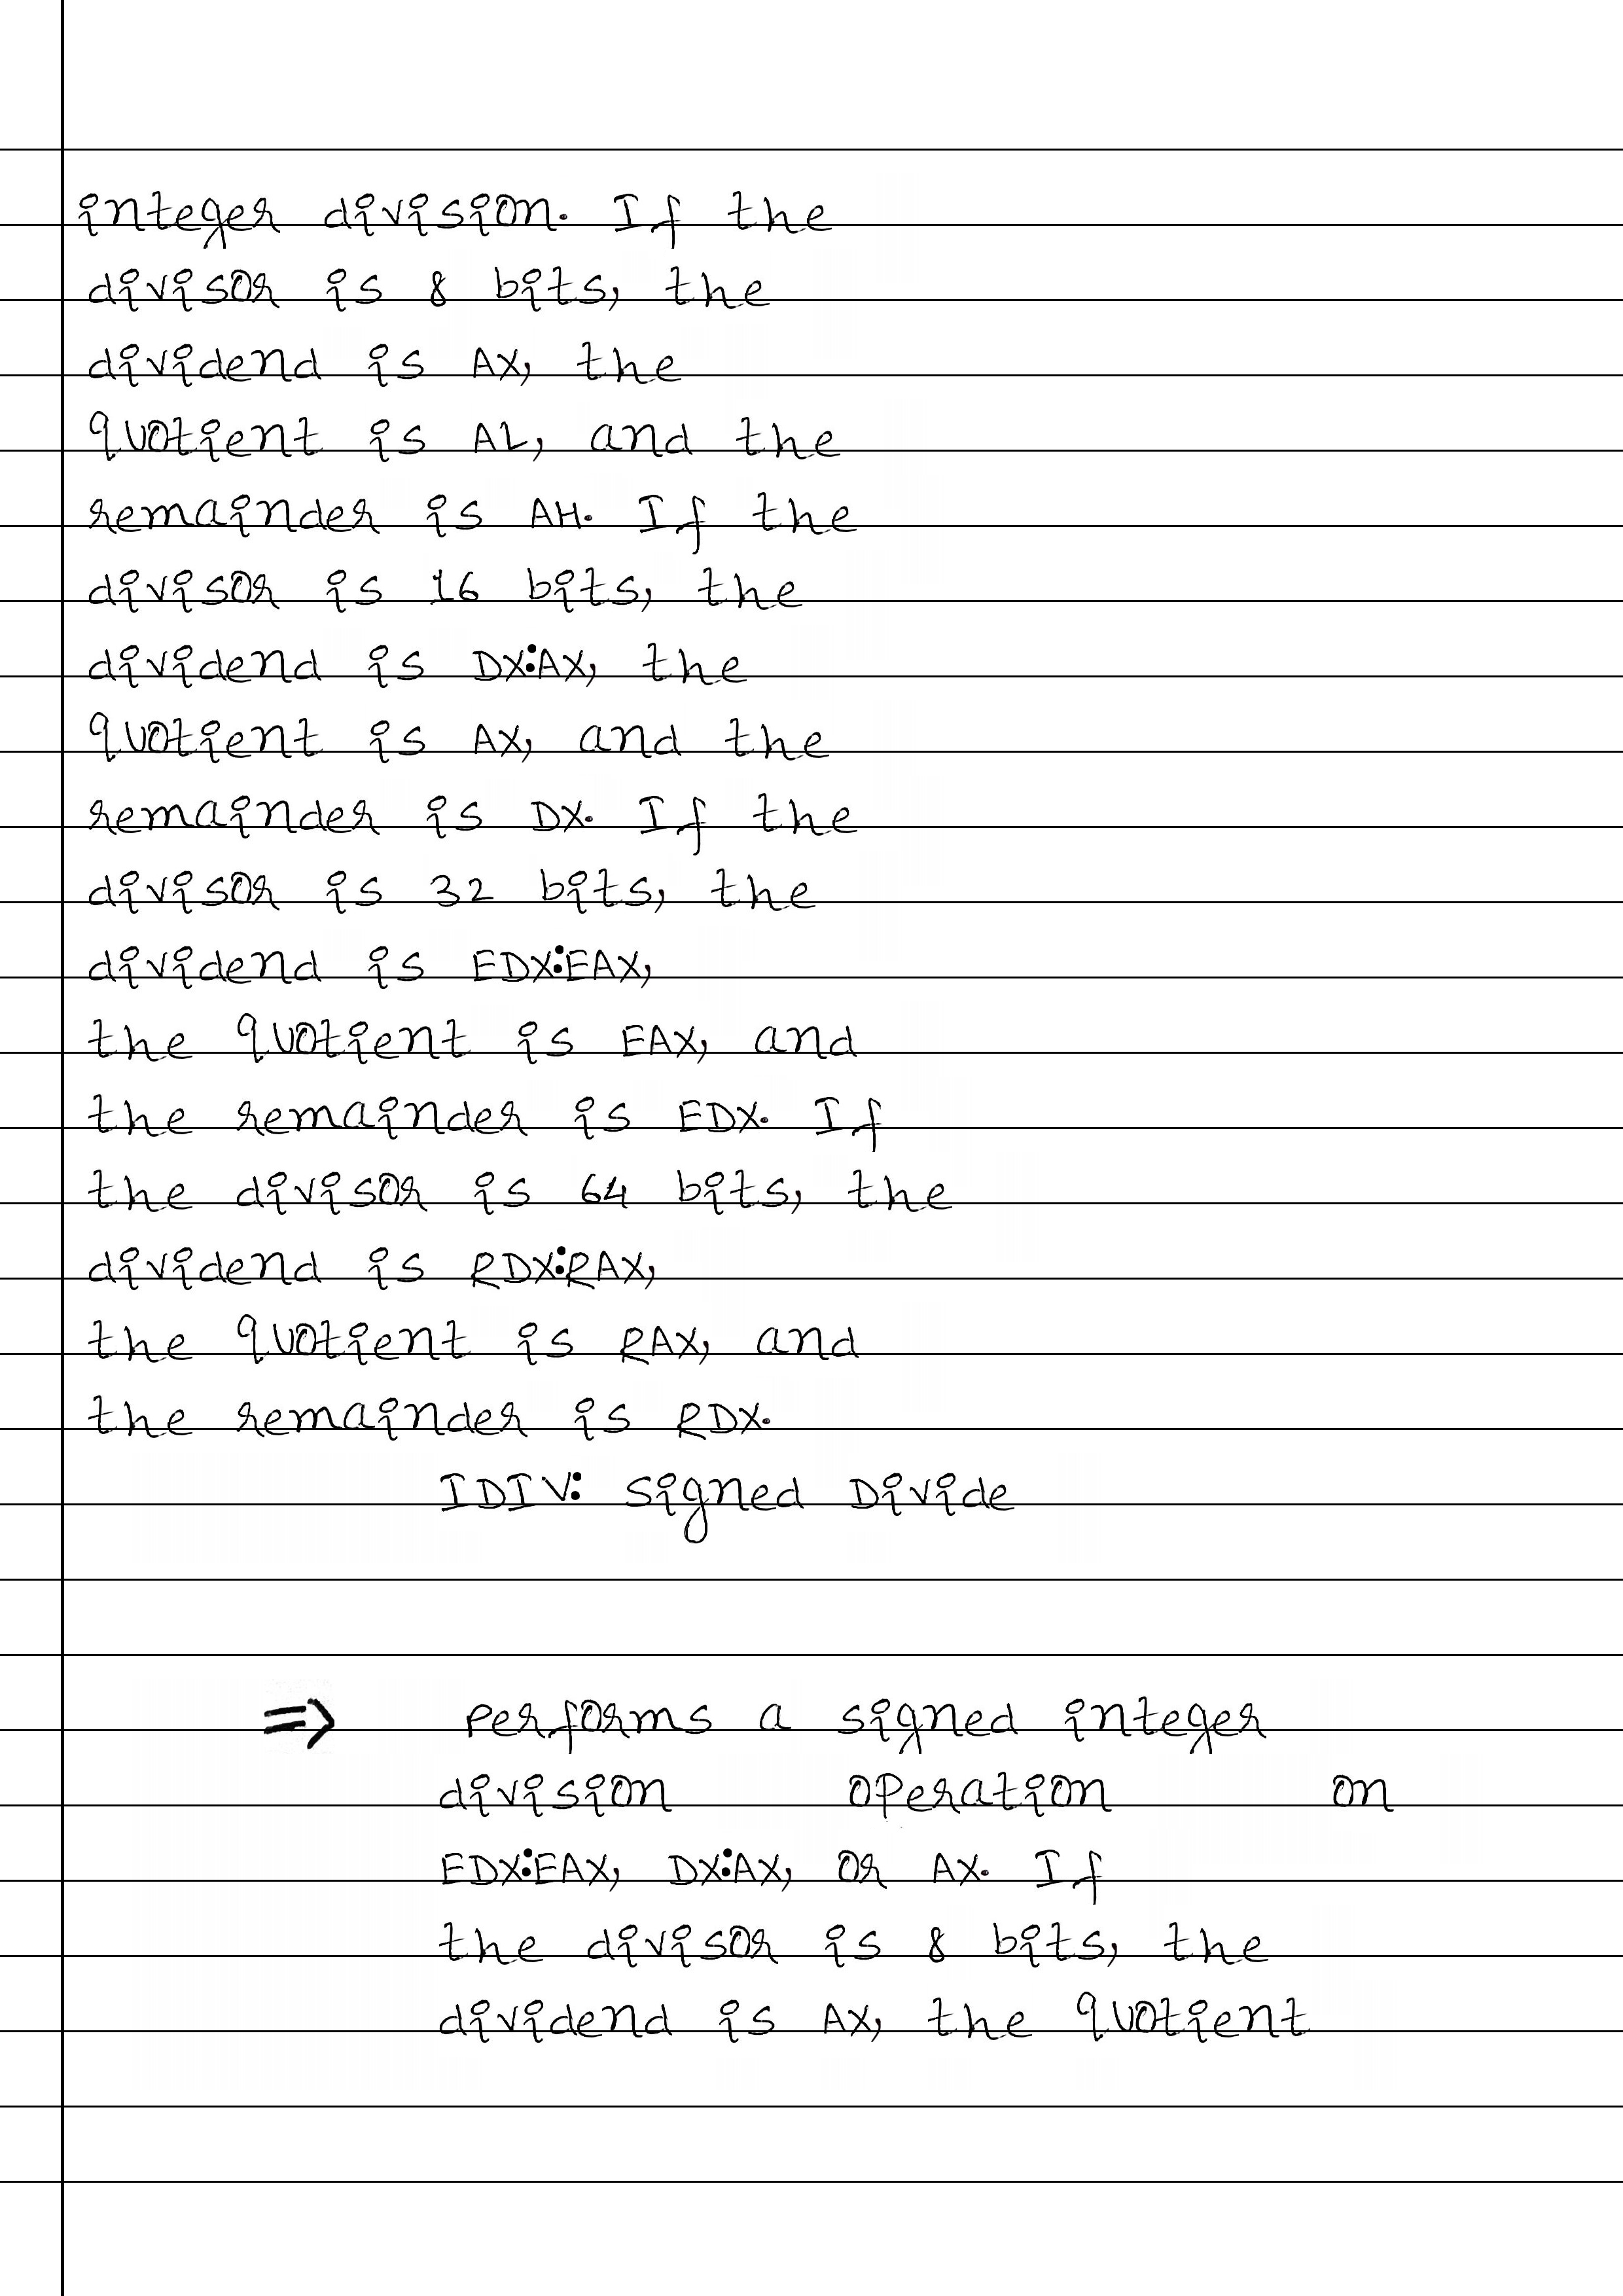 integer division. If the
divisor is 8 bits, the
dividend is AX, the
quotient is AL, and the
remainder is AH. If the
divisor is 16 bits, the
dividend is DX:AX, the
quotient is AX, and the
remainder is DX. If the
divisor is 32 bits, the
dividend is EDX:EAX,
the quotient is EAX, and
the remainder is EDX. If
the divisor is 64 bits, the
dividend is RDX:RAX,
the quotient is RAX, and
the remainder is RDX.
IDIV: Signed Divide
⇒ Performs a signed integer
division operation on
EDX:EAX, DX:AX, or AX. If
the divisor is 8 bits, the
dividend is AX, the quotient